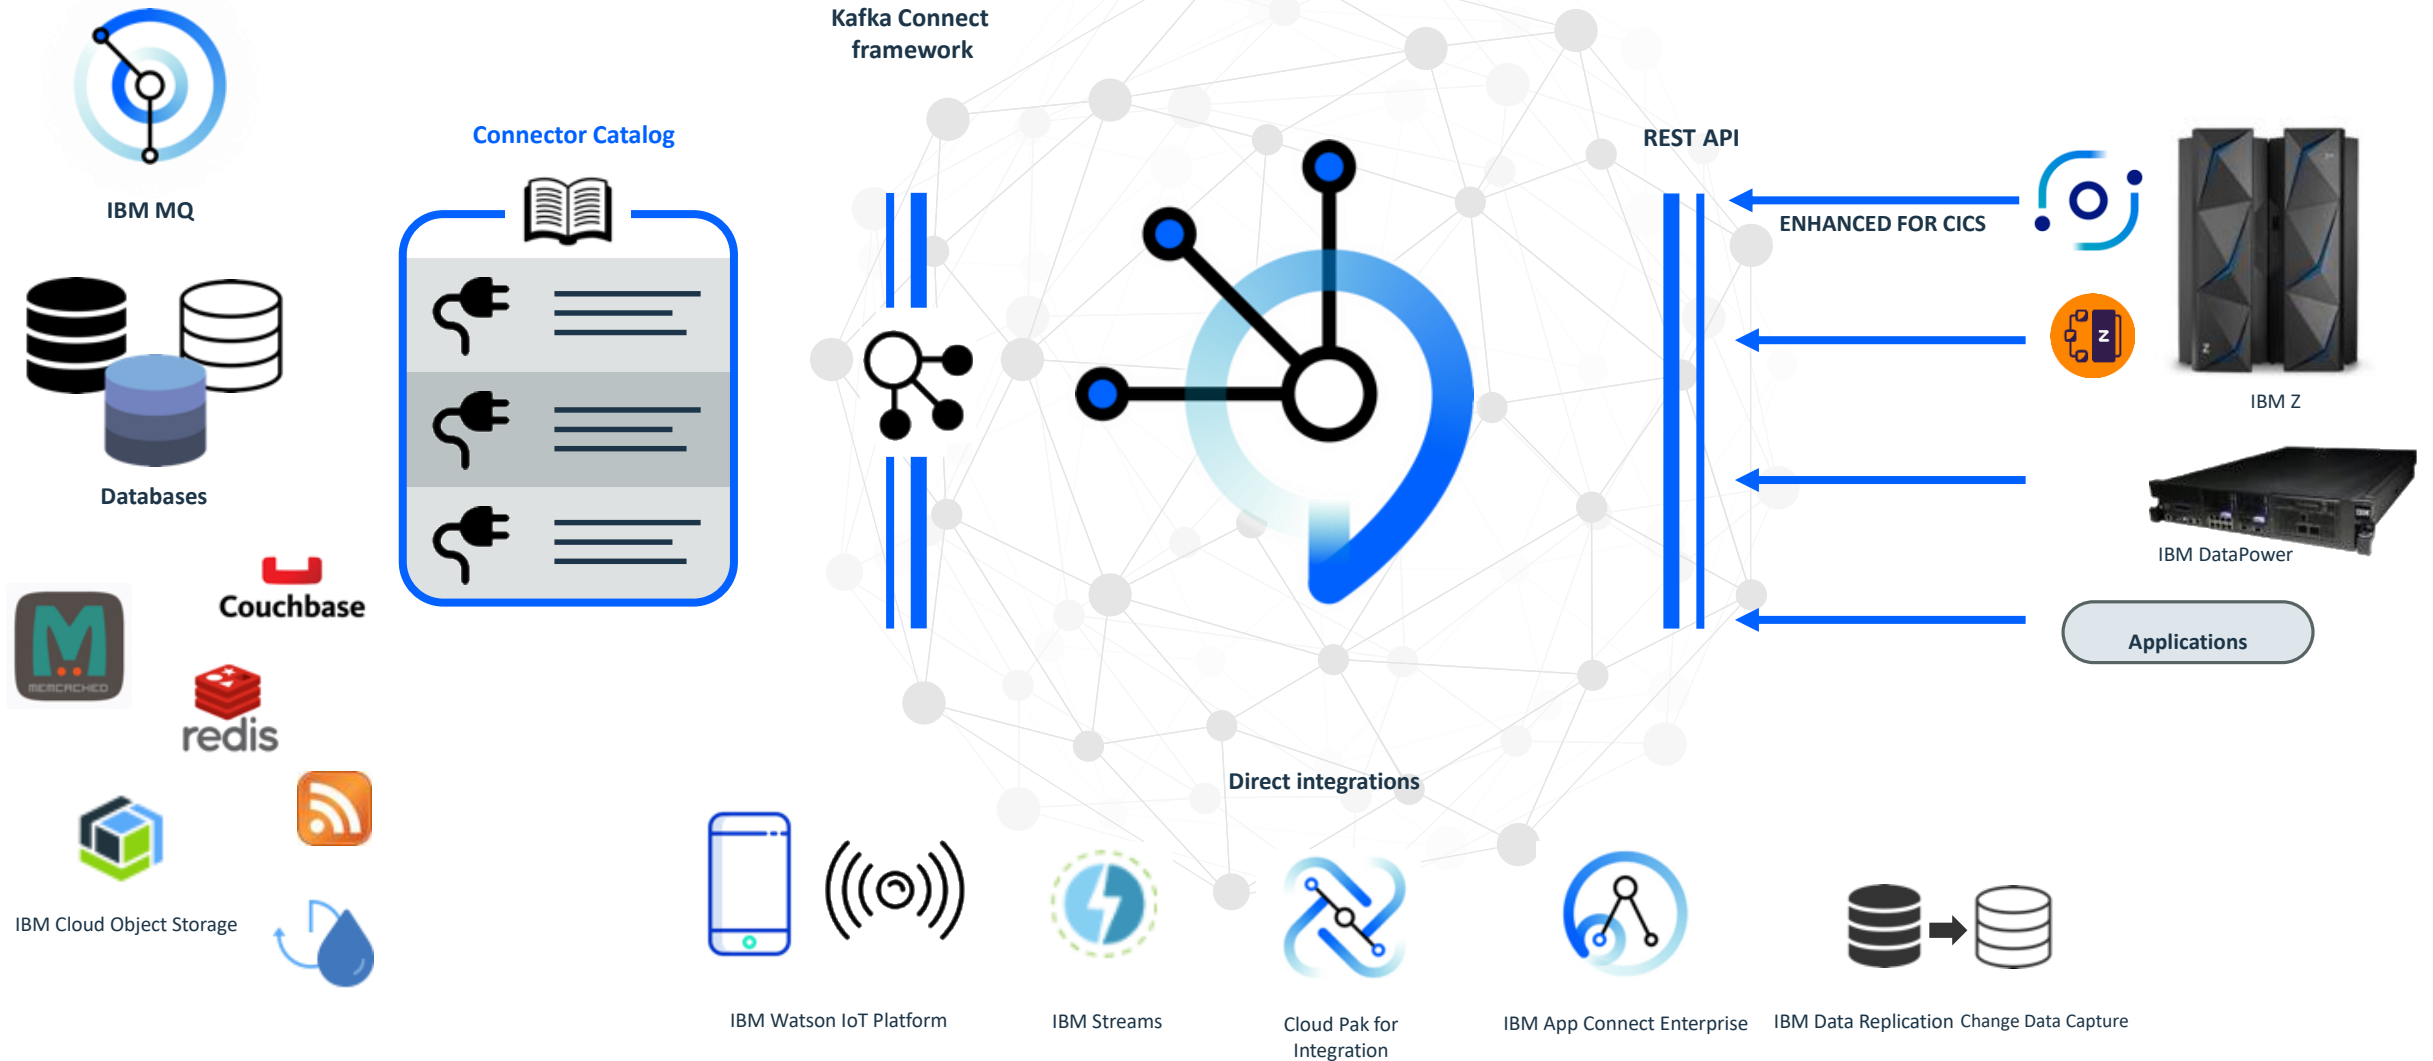 Kafka Connect
framework
IBM MQ
Connector Catalog
REST API
ENHANCED FOR CICS
Z
Z
IBM Z
Databases
IBM DataPower
Couchbase
MEMCACHED
redis
Applications
Direct integrations
IBM Cloud Object Storage
IBM Watson IoT Platform
IBM Streams
Cloud Pak for
Integration
IBM App Connect Enterprise
IBM Data Replication Change Data Capture